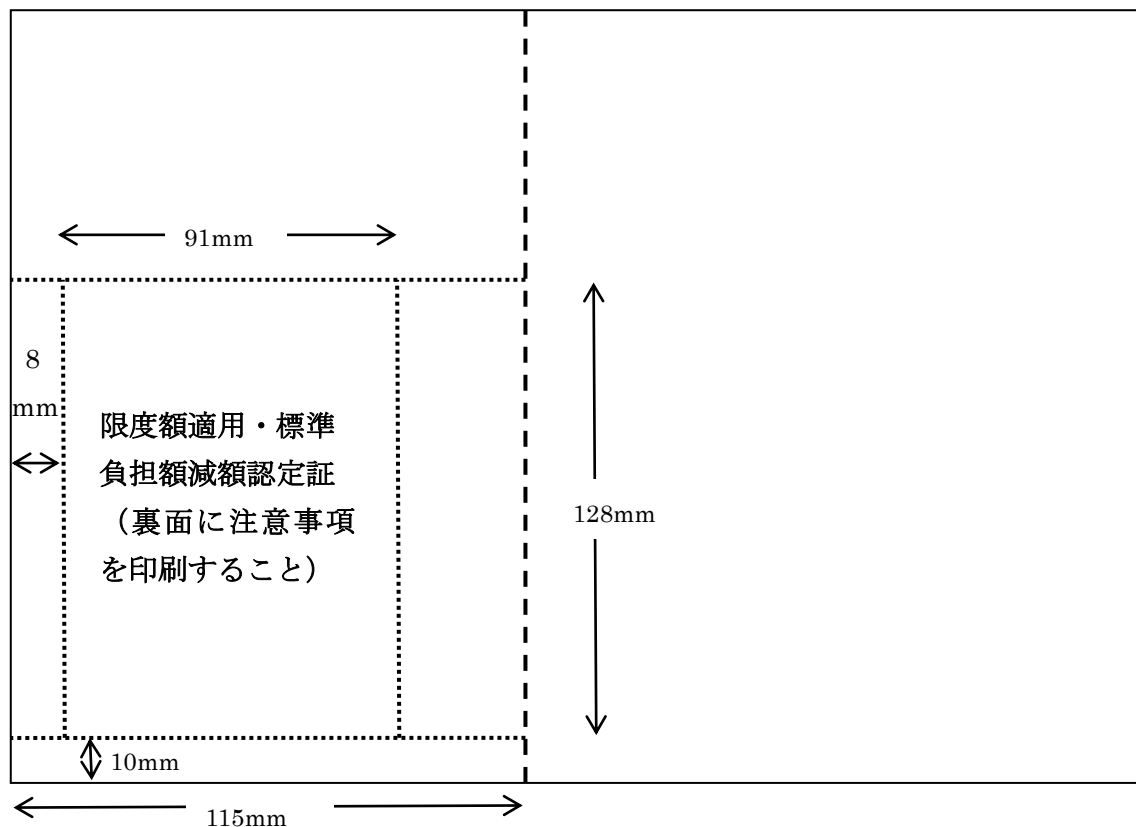 91mm
8
mm
限度額適用・標準
負担額減額認定証
（裏面に注意事項
を印刷すること）
128mm
10mm
115mm